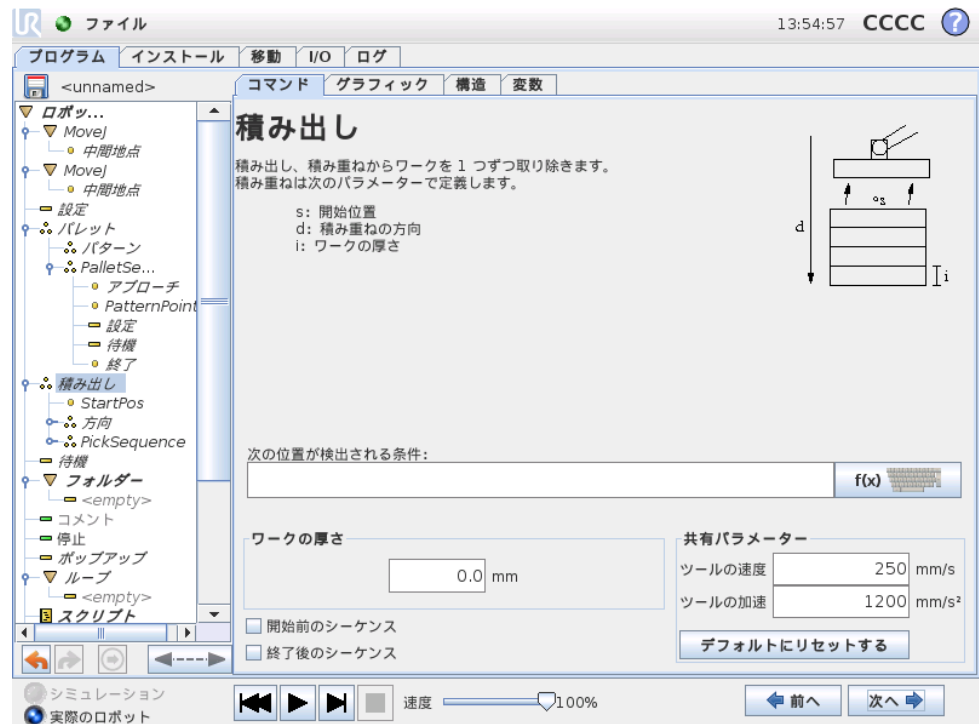 UR ファイル 13:54:57 CCCC ?
プログラム インストール 移動 I/O ログ
<unnamed>
コマンド グラフィック 構造 変数
ロボッ...
MoveJ
中間地点
MoveJ
中間地点
設定
パレット
パターン
PalletSe...
アプローチ
PatternPoint
設定
待機
終了
積み出し
StartPos
方向
PickSequence
待機
フォルダー
<empty>
コメント
停止
ポップアップ
ループ
<empty>
スクリプト
積み出し
積み出し、積み重ねからワークを 1 つずつ取り除きます。
積み重ねは次のパラメーターで定義します。
s: 開始位置
d: 積み重ねの方向
i: ワークの厚さ
s
d
i
次の位置が検出される条件:
f(x)
ワークの厚さ
0.0 mm
開始前のシーケンス
終了後のシーケンス
共有パラメーター
ツールの速度 250 mm/s
ツールの加速 1200 mm/s²
デフォルトにリセットする
シミュレーション
実際のロボット
速度 100%
前へ 次へ